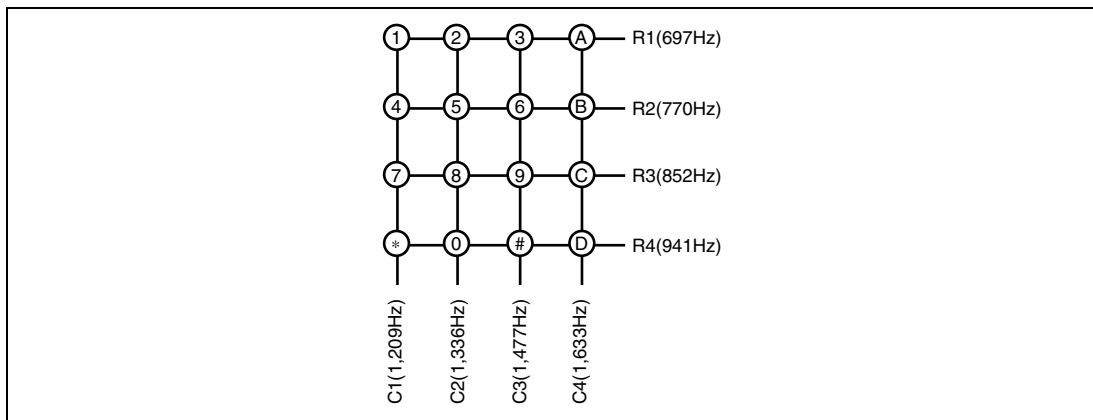 1 2 3 A R1(697Hz)
4 5 6 B R2(770Hz)
7 8 9 C R3(852Hz)
* 0 # D R4(941Hz)
C1(1,209Hz)
C2(1,336Hz)
C3(1,477Hz)
C4(1,633Hz)